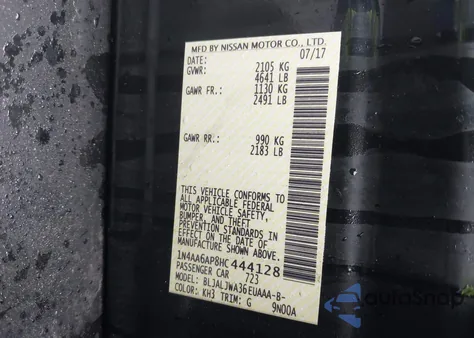 MFD BY NISSAN MOTOR CO., LTD.
DATE: 07/17
GVWR: 2105 KG
4641 LB
GAWR FR.: 1130 KG
2491 LB
GAWR RR.: 990 KG
2183 LB
THIS VEHICLE CONFORMS TO
ALL APPLICABLE FEDERAL
MOTOR VEHICLE SAFETY,
BUMPER, AND THEFT
PREVENTION STANDARDS IN
EFFECT ON THE DATE OF
MANUFACTURE SHOWN ABOVE.
1N4AA6AP8HC444128
PASSENGER CAR 723
MODEL: BLJALJWA36EUAAA-B-
COLOR: KH3 TRIM: G 9N00A
AutoSnap